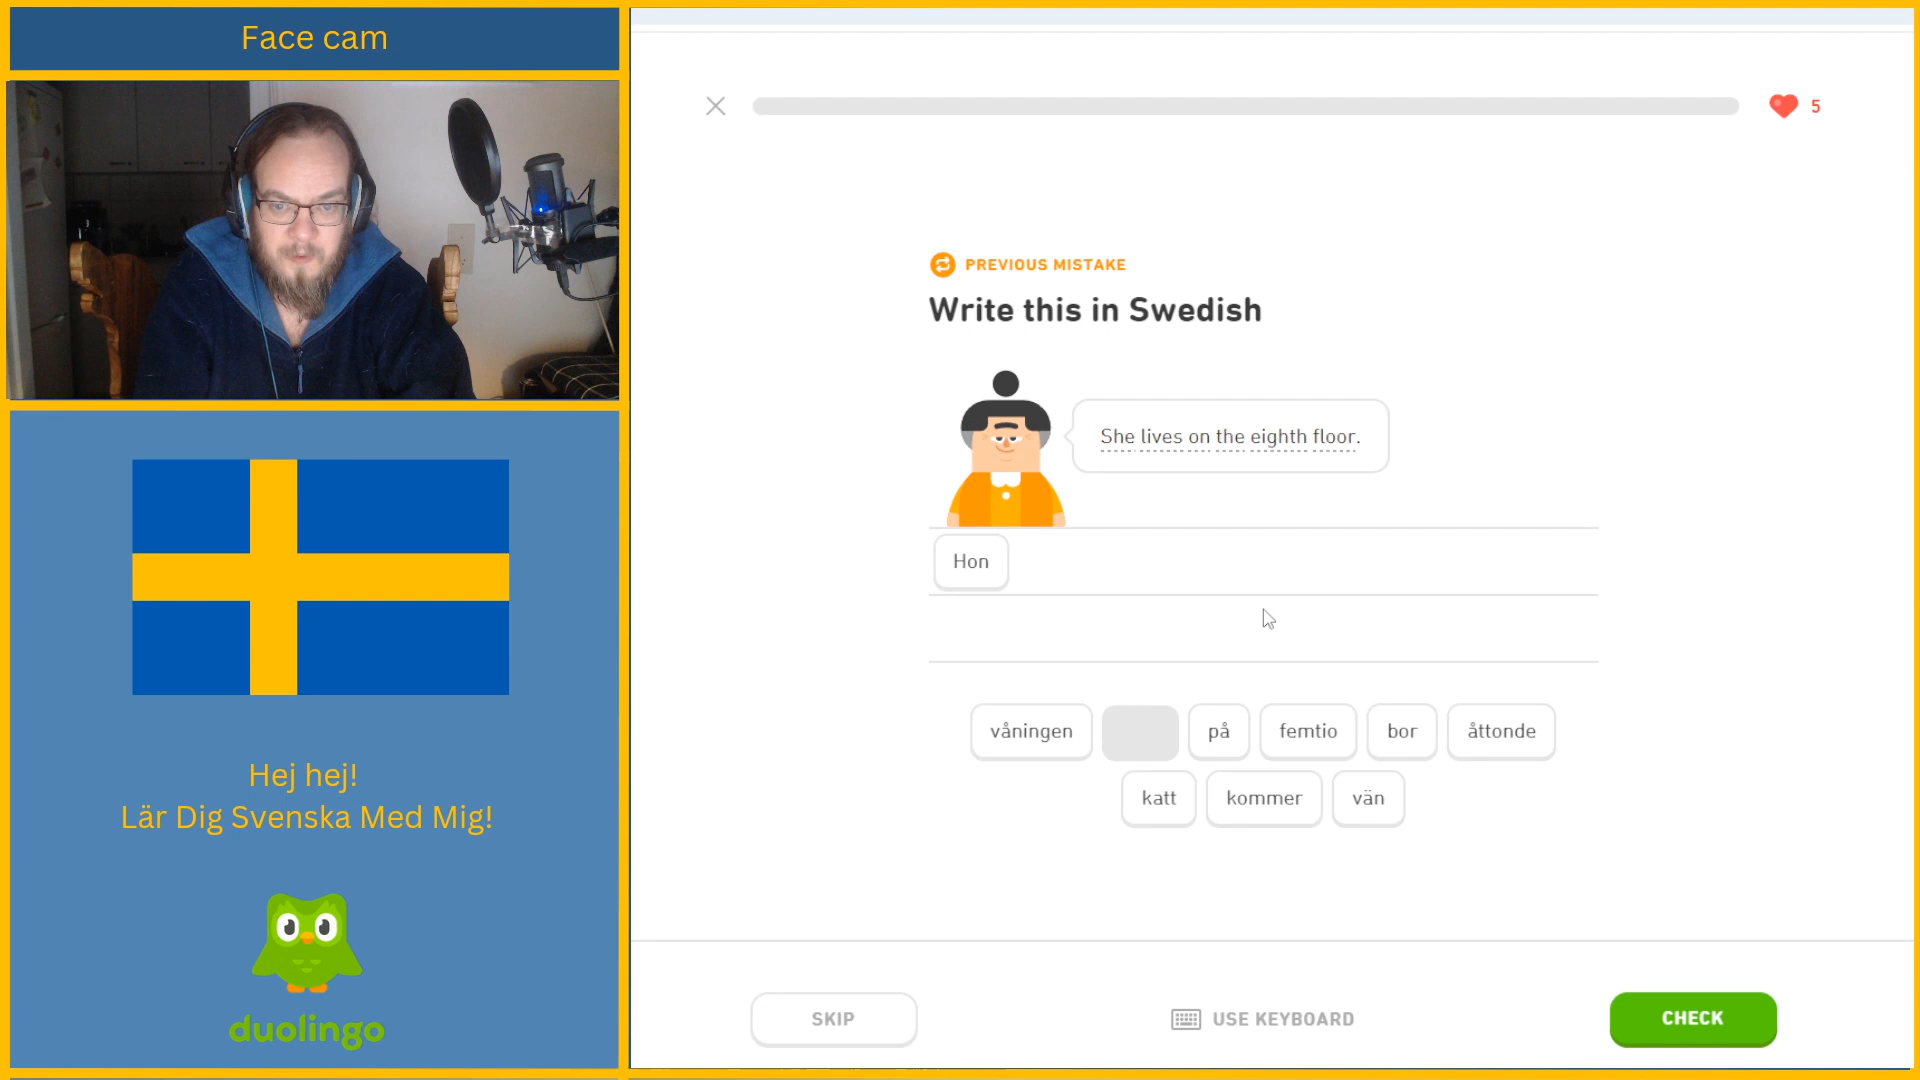 Face cam
5
PREVIOUS MISTAKE
Write this in Swedish
She lives on the eighth floor.
Hon
våningen på femtio bor åttonde
katt kommer vän
Hej hej!
Lär Dig Svenska Med Mig!
duolingo
SKIP USE KEYBOARD CHECK